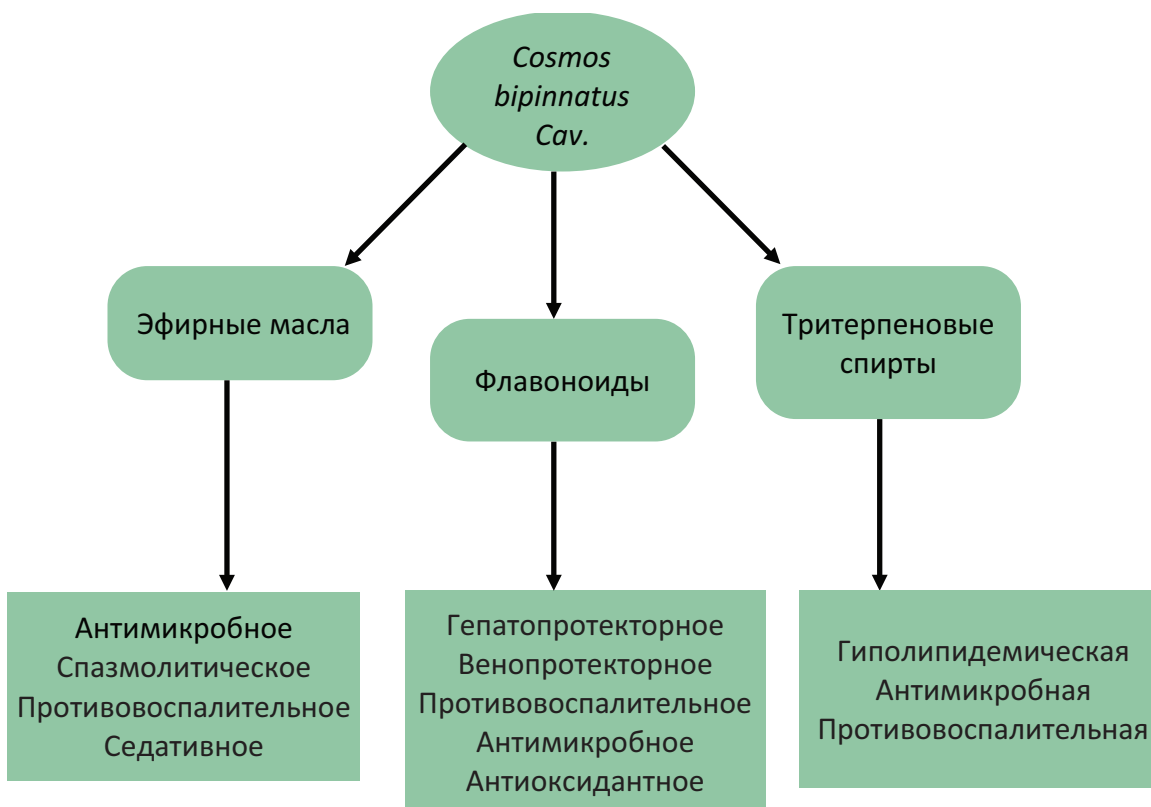 Cosmos
bipinnatus
Cav.
Эфирные масла
Флавоноиды
Тритерпеновые
спирты
Антимикробное
Спазмолитическое
Противовоспалительное
Седативное
Гепатопротекторное
Венопротекторное
Противовоспалительное
Антимикробное
Антиоксидантное
Гиполипидемическая
Антимикробная
Противовоспалительная